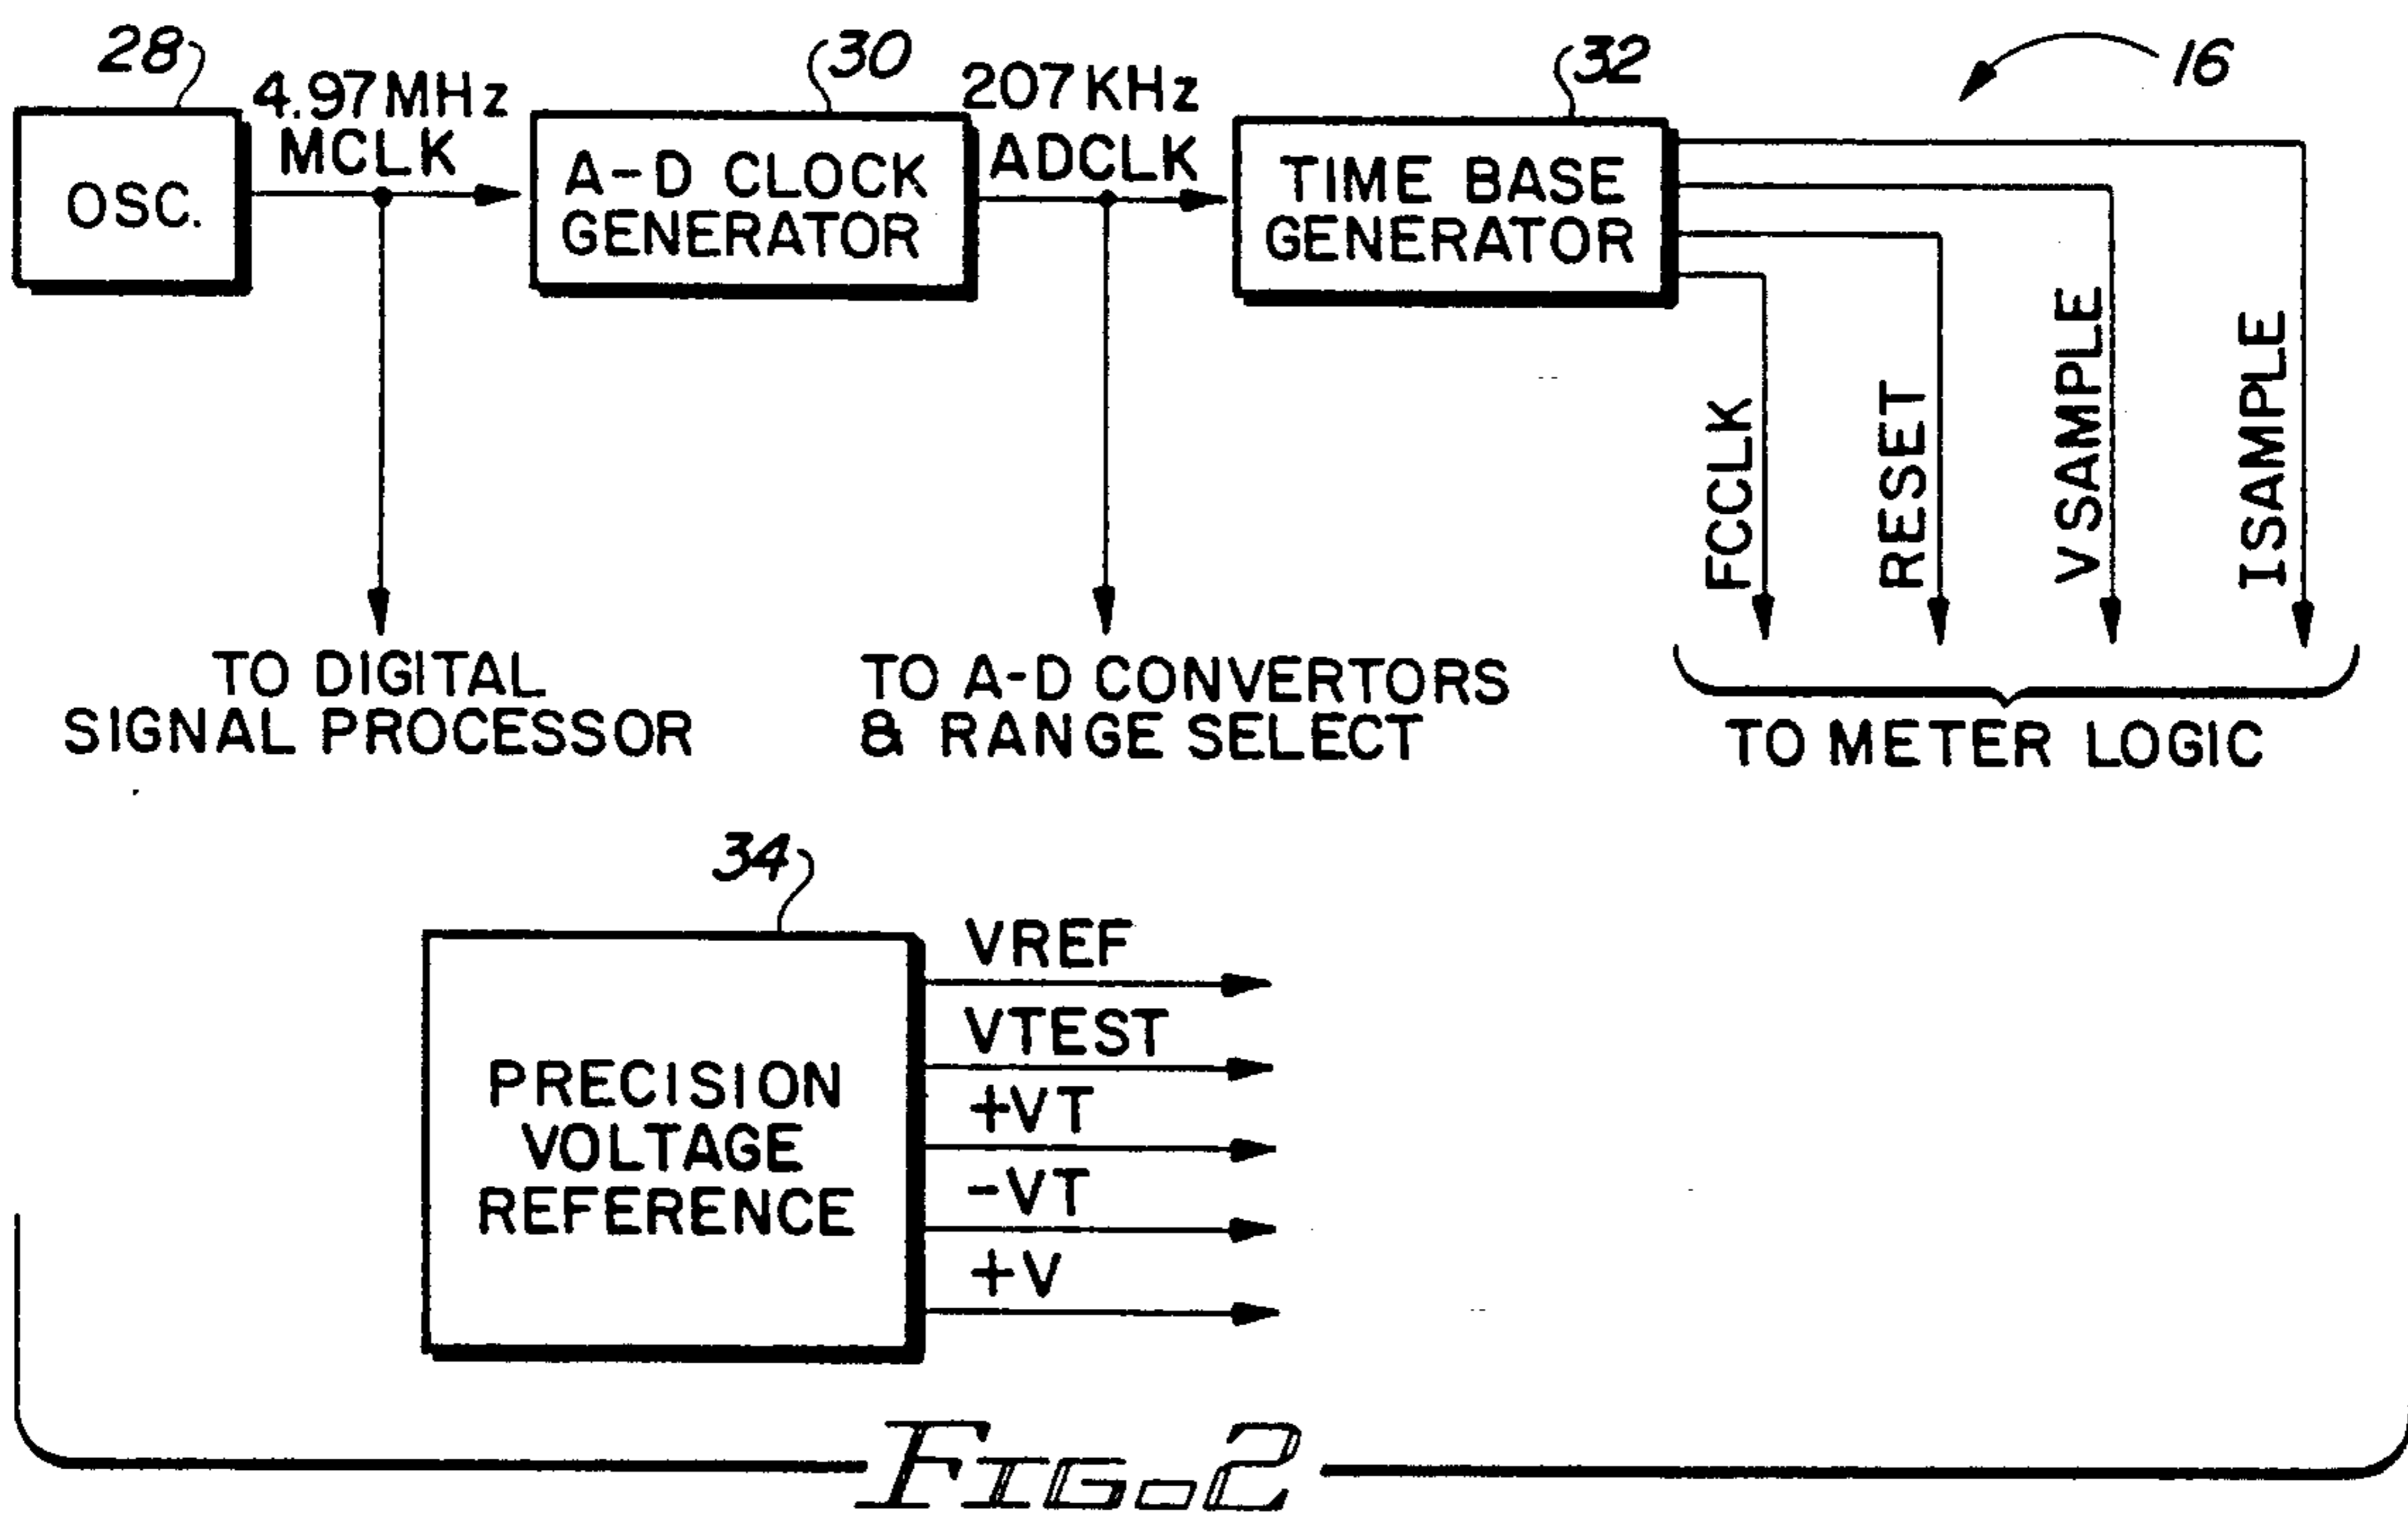 28
4.97MHz
MCLK
OSC.
30
A-D CLOCK
GENERATOR
207KHz
ADCLK
32
TIME BASE
GENERATOR
16
FCCLK
RESET
VSAMPLE
ISAMPLE
TO DIGITAL
SIGNAL PROCESSOR
TO A-D CONVERTORS
& RANGE SELECT
TO METER LOGIC
34
PRECISION
VOLTAGE
REFERENCE
VREF
VTEST
+VT
-VT
+V
FIG.2